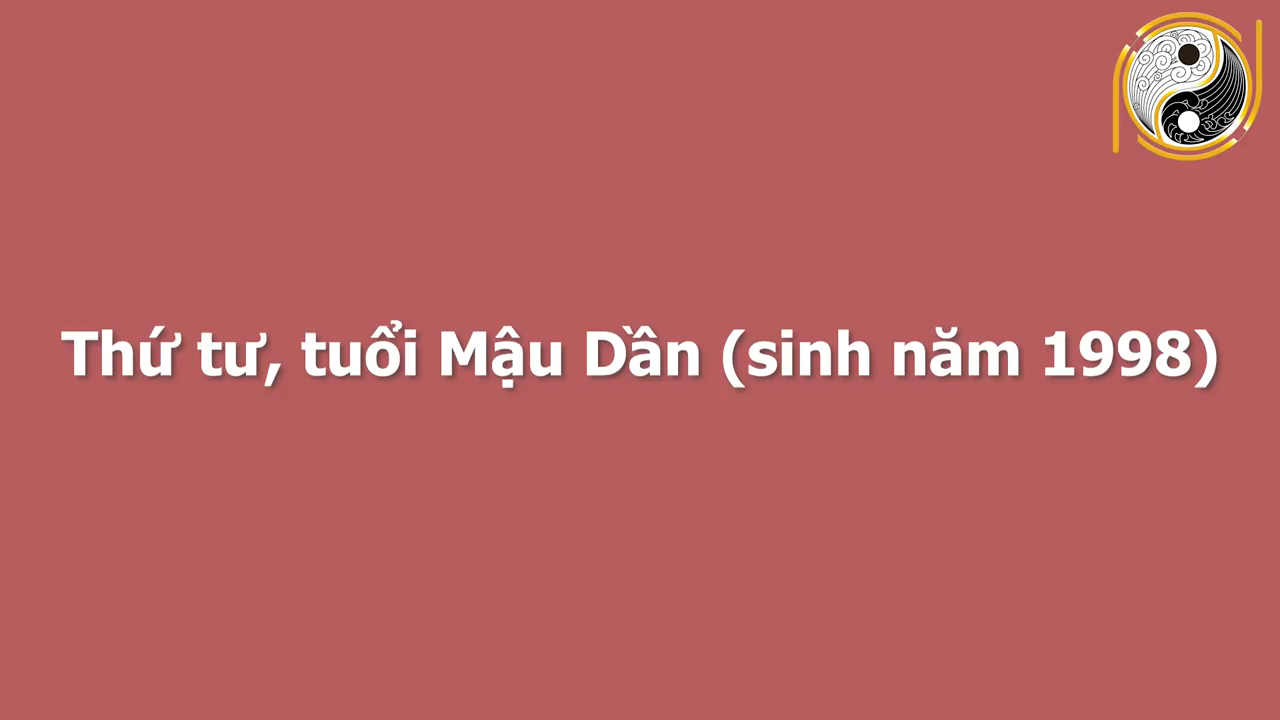 Thứ tư, tuổi Mậu Dần (sinh năm 1998)